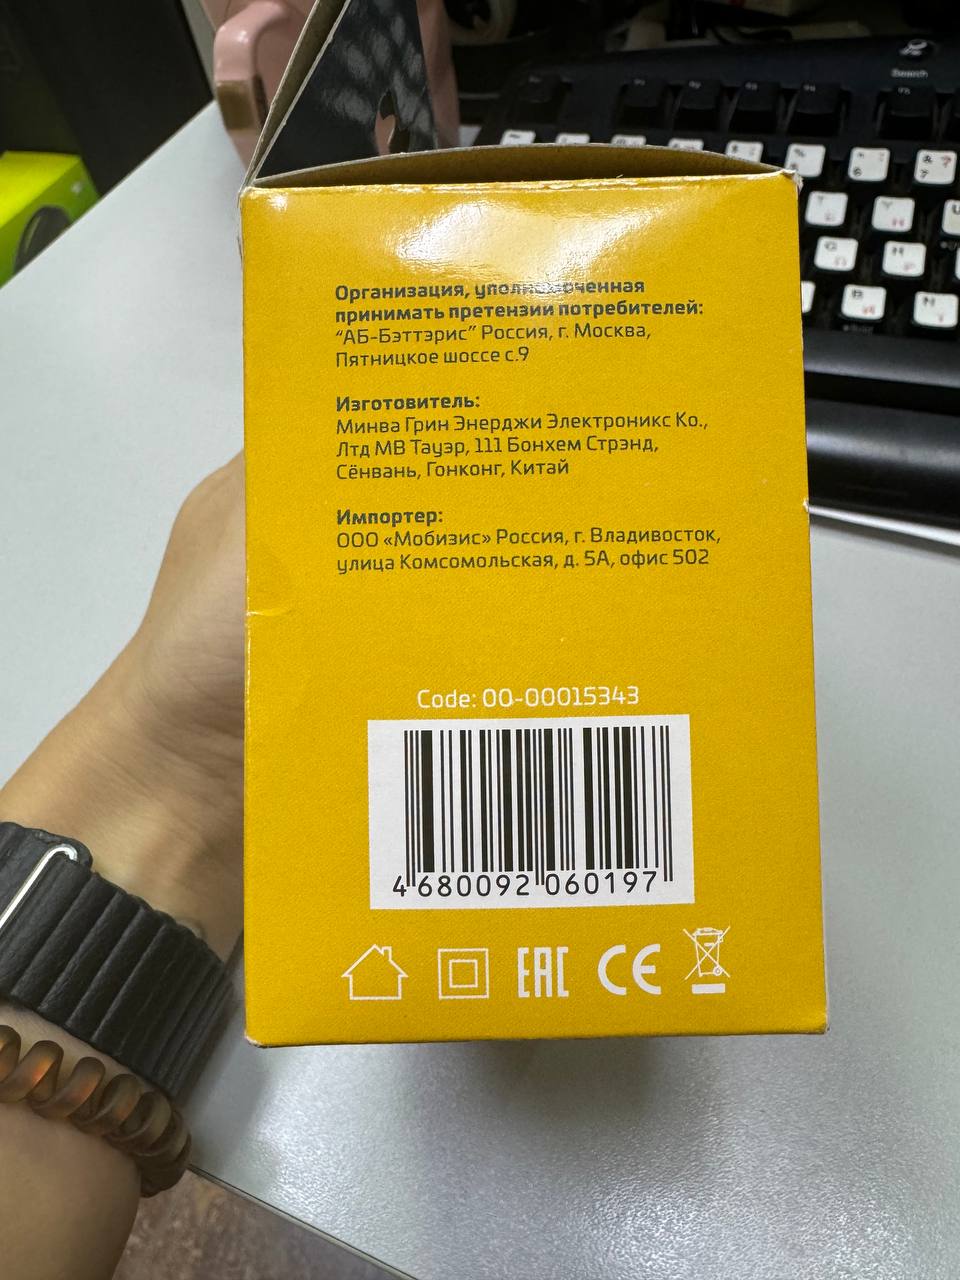 Организация, уполномоченная
принимать претензии потребителей:
“АБ-Бэттэрис” Россия, г. Москва,
Пятницкое шоссе с.9
Изготовитель:
Минва Грин Энерджи Электроникс Ко.,
Лтд МВ Тауэр, 111 Бонхем Стрэнд,
Сёнвань, Гонконг, Китай
Импортер:
ООО «Мобизис» Россия, г. Владивосток,
улица Комсомольская, д. 5А, офис 502
Code: 00-00015343
4 680092 060197
EAC CE
Search